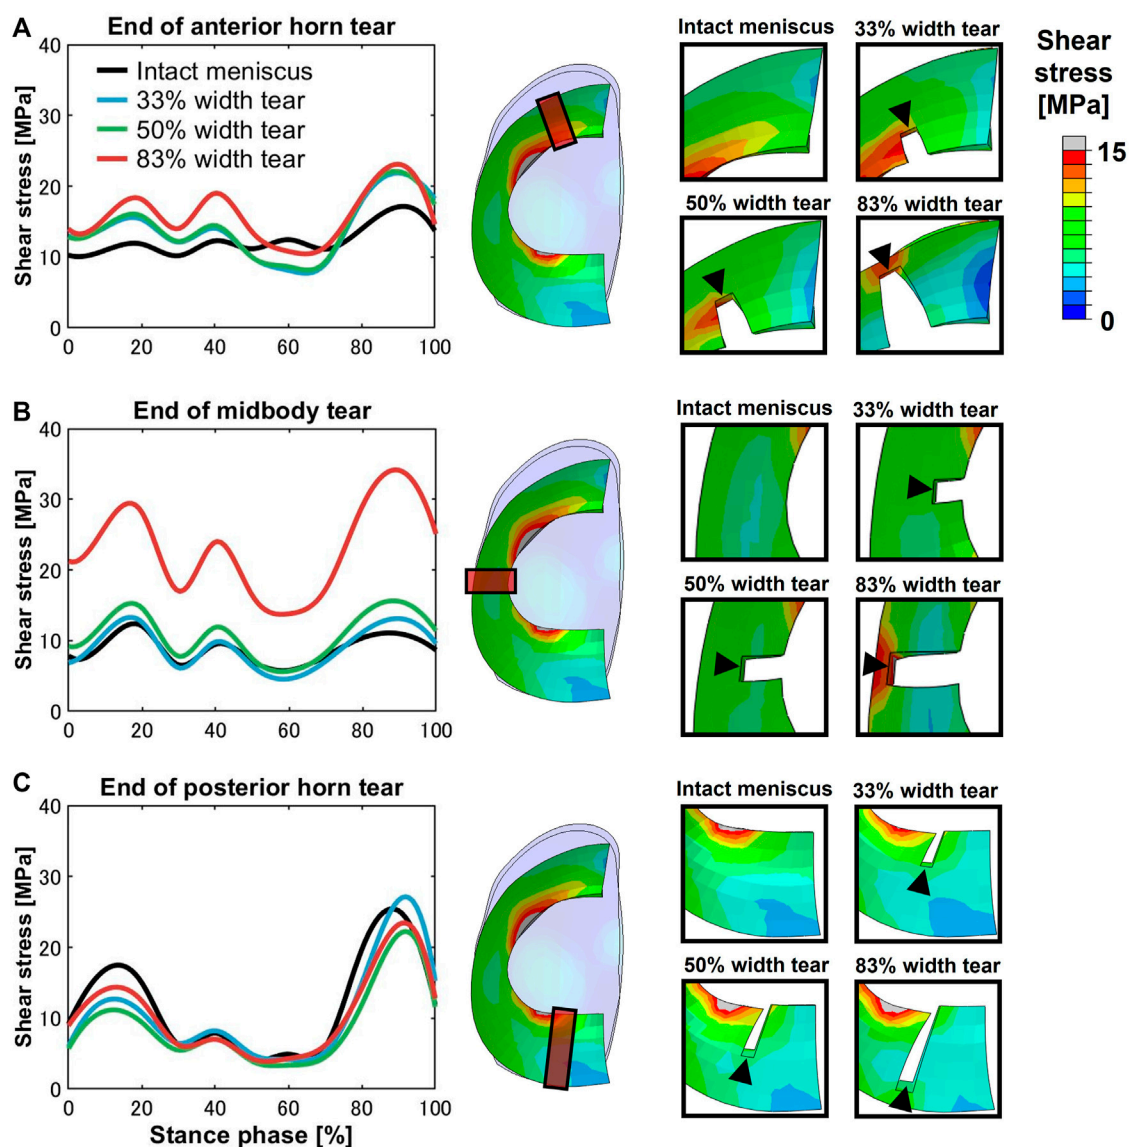 A
End of anterior horn tear
40
30
20
10
0
Shear stress [MPa]
Intact meniscus
33% width tear
50% width tear
83% width tear
0 20 40 60 80 100
Intact meniscus 33% width tear
50% width tear 83% width tear
Shear
stress
[MPa]
15
0
B
End of midbody tear
40
30
20
10
0
Shear stress [MPa]
0 20 40 60 80 100
Intact meniscus 33% width tear
50% width tear 83% width tear
C
End of posterior horn tear
40
30
20
10
0
Shear stress [MPa]
0 20 40 60 80 100
Stance phase [%]
Intact meniscus 33% width tear
50% width tear 83% width tear